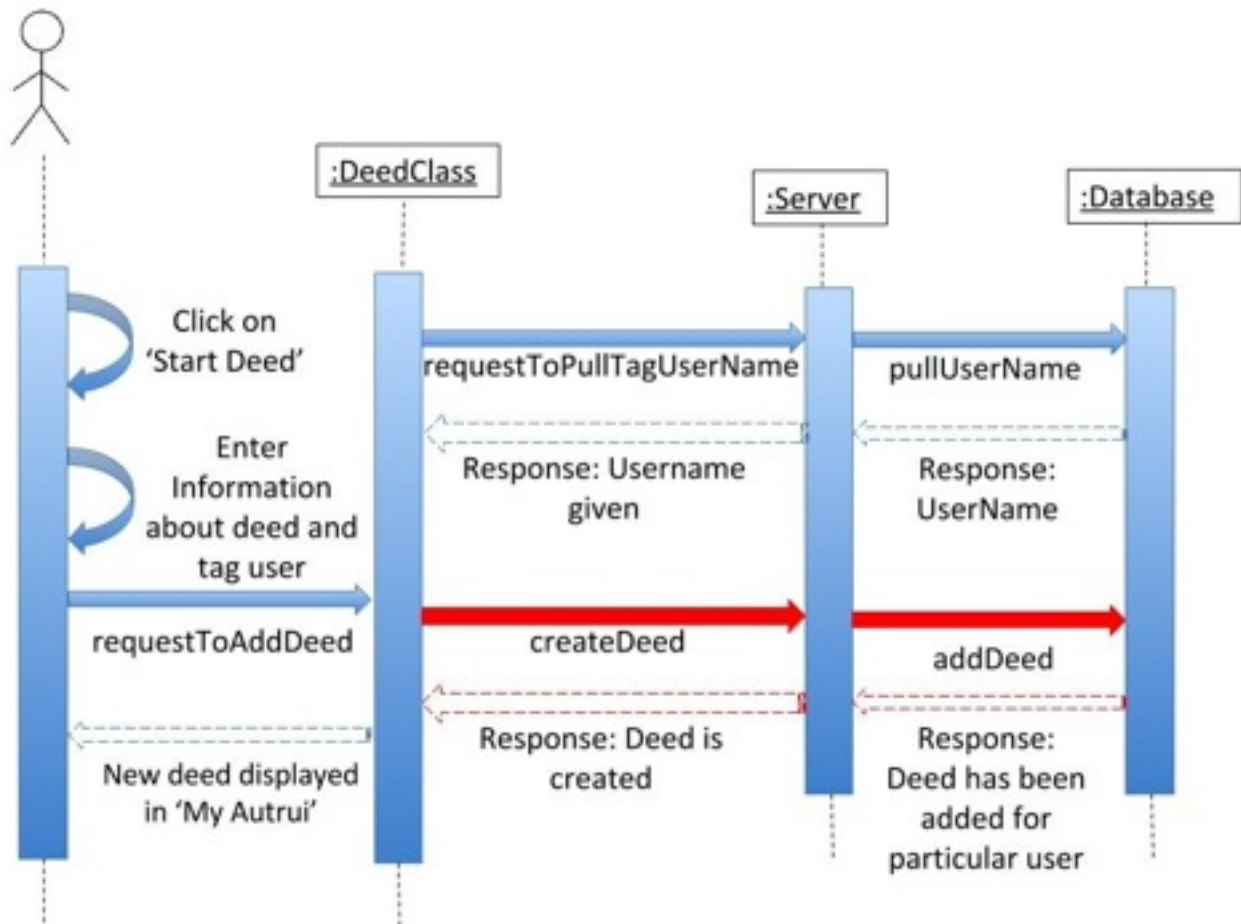 :DeedClass
:Server
:Database
Click on
‘Start Deed’
requestToPullTagUserName
pullUserName
Enter
Information
about deed and
tag user
Response: Username
given
Response:
UserName
requestToAddDeed
createDeed
addDeed
New deed displayed
in ‘My Autrui’
Response: Deed is
created
Response:
Deed has been
added for
particular user